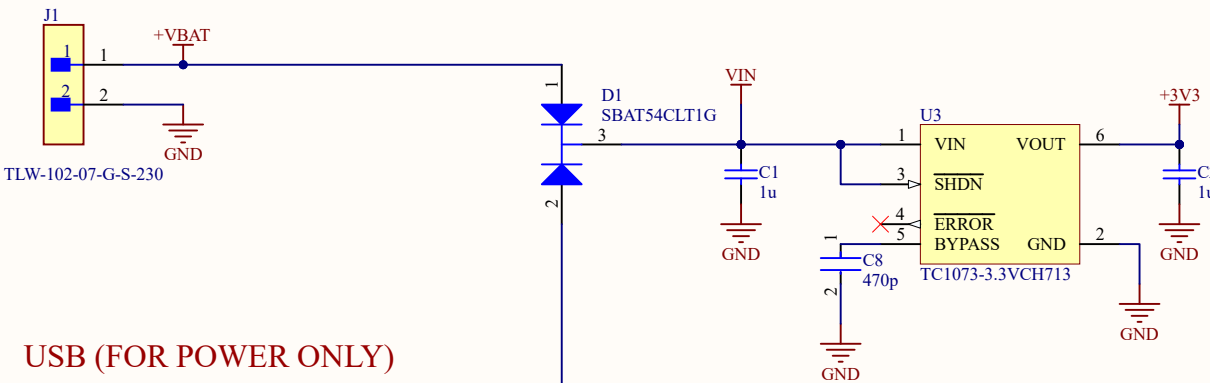 J1
+VBAT
1
1
2
2
GND
TLW-102-07-G-S-230
1
D1
SBAT54CLT1G
3
2
VIN
C1
1u
GND
U3
1
VIN
VOUT
6
3
SHDN
4
ERROR
5
BYPASS
GND
2
TC1073-3.3VCH713
+3V3
1u
GND
1
C8
470p
2
GND
GND
USB (FOR POWER ONLY)